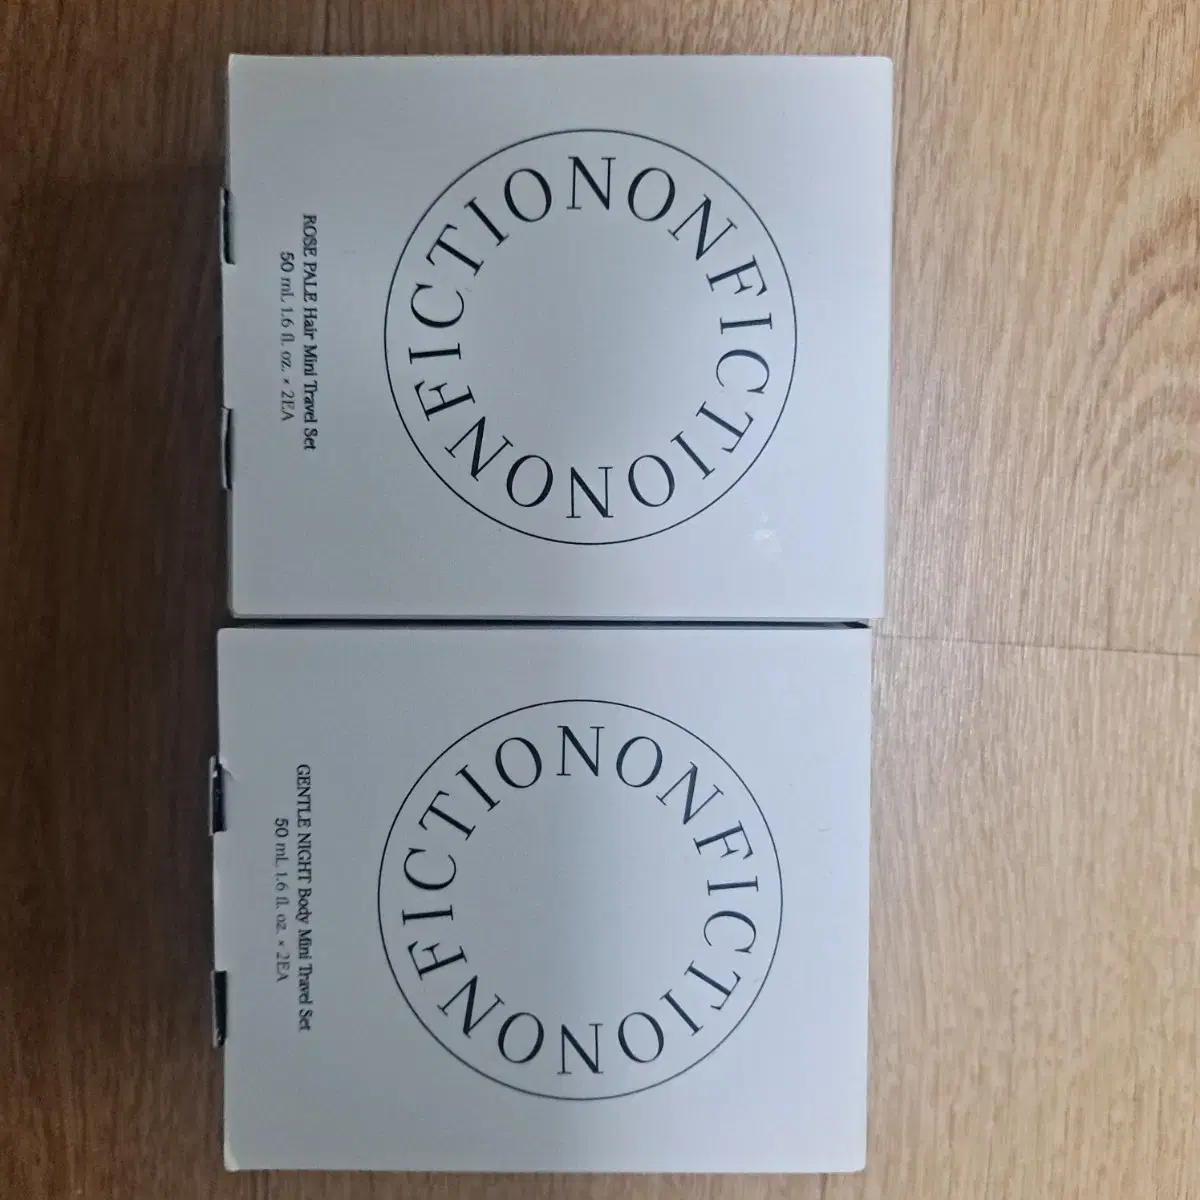 NONFICTIONONFICTIO
ROSE PALE Hair Mini Travel Set
50 mL 1.6 fl. oz. × 2EA
NONFICTIONONFICTIO
GENTLE NIGHT Body Mini Travel Set
50 mL 1.6 fl. oz. × 2EA